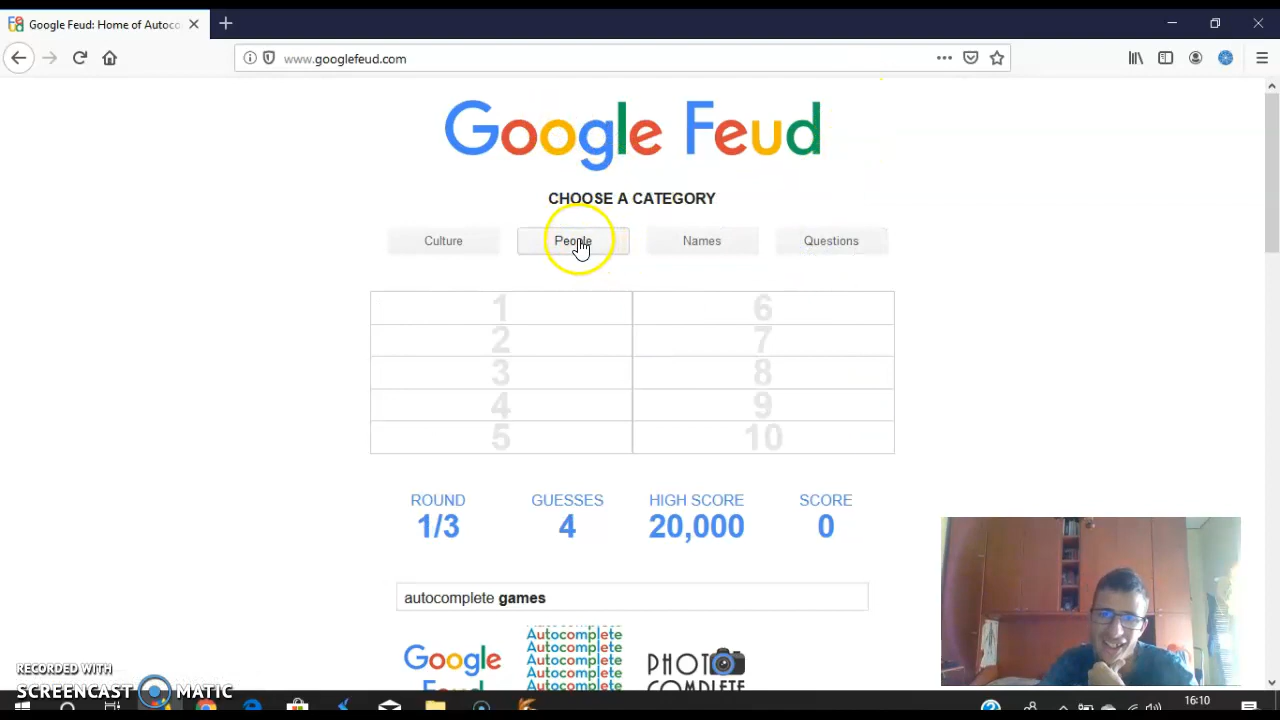 Google Feud: Home of Autoco
www.googlefeud.com
Google Feud
CHOOSE A CATEGORY
Culture People Names Questions
1 6
2 7
3 8
4 9
5 10
ROUND GUESSES HIGH SCORE SCORE
1/3 4 20,000 0
autocomplete games
Autocomplete
Autocomplete
Autocomplete
Google Autocomplete PHOTO
Autocomplete
RECORDED WITH
SCREENCAST MATIC
16:10